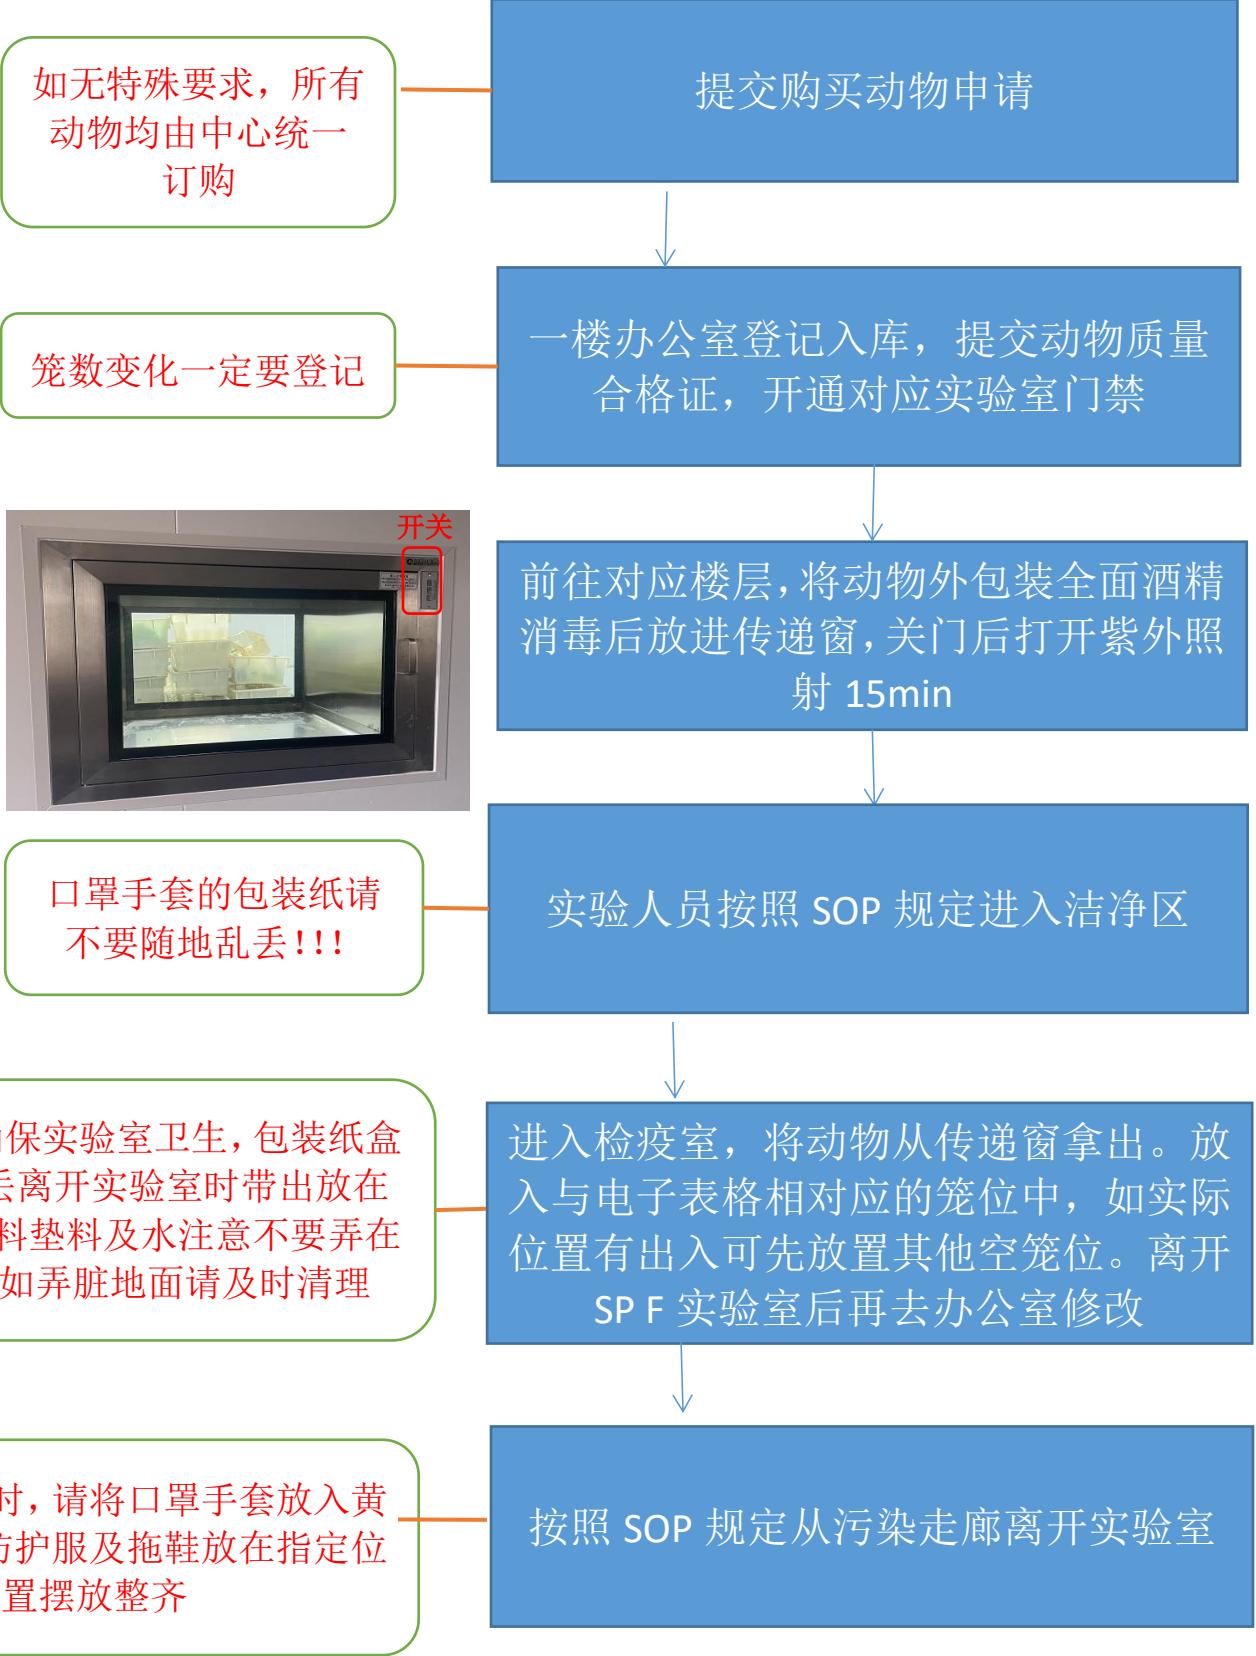 提交购买动物申请
如无特殊要求，所有
动物均由中心统一
订购
一楼办公室登记入库，提交动物质量
合格证，开通对应实验室门禁
笼数变化一定要登记
开关
前往对应楼层，将动物外包装全面酒精
消毒后放进传递窗，关门后打开紫外照
射 15min
实验人员按照 SOP 规定进入洁净区
口罩手套的包装纸请
不要随地乱丢！！！
进入检疫室，将动物从传递窗拿出。放
入与电子表格相对应的笼位中，如实际
位置有出入可先放置其他空笼位。离开
SP F 实验室后再去办公室修改
保实验室卫生，包装纸盒
丢离开实验室时带出放在
料垫料及水注意不要弄在
如弄脏地面请及时清理
按照 SOP 规定从污染走廊离开实验室
时，请将口罩手套放入黄
防护服及拖鞋放在指定位
置摆放整齐